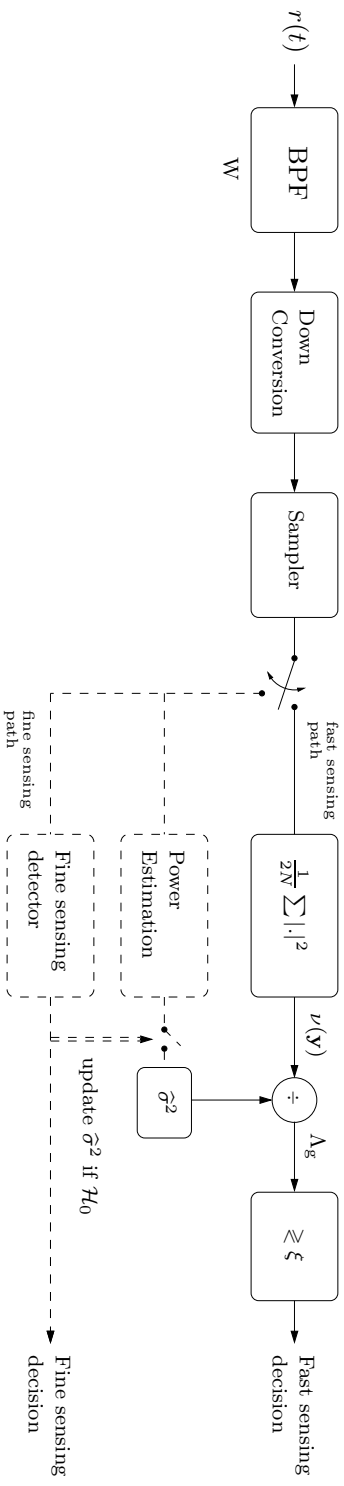 r(t)
BPF
W
Down
Conversion
Sampler
fast sensing
path
fine sensing
path
\frac{1}{2N} ∑|·|²
ν(𝐲)
÷
Λ_g
≷ ξ
Fast sensing
decision
Power
Estimation
σ̂²
Fine sensing
detector
update σ̂² if ℋ₀
Fine sensing
decision